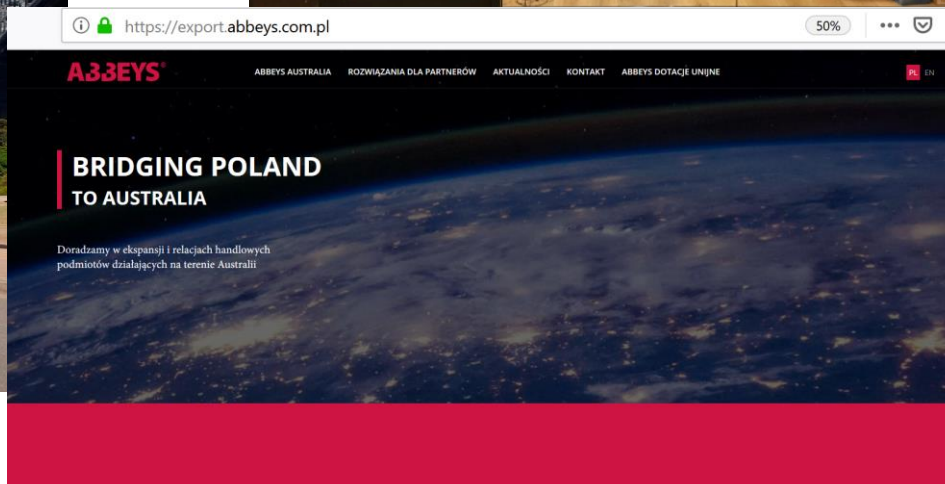 https://export.abbeys.com.pl 50%
ABBEYS® ABBEYS AUSTRALIA ROZWIĄZANIA DLA PARTNERÓW AKTUALNOŚCI KONTAKT ABBEYS DOTACJE UNIJNE PL EN
BRIDGING POLAND
TO AUSTRALIA
Doradzamy w ekspansji i relacjach handlowych
podmiotów działających na terenie Australii